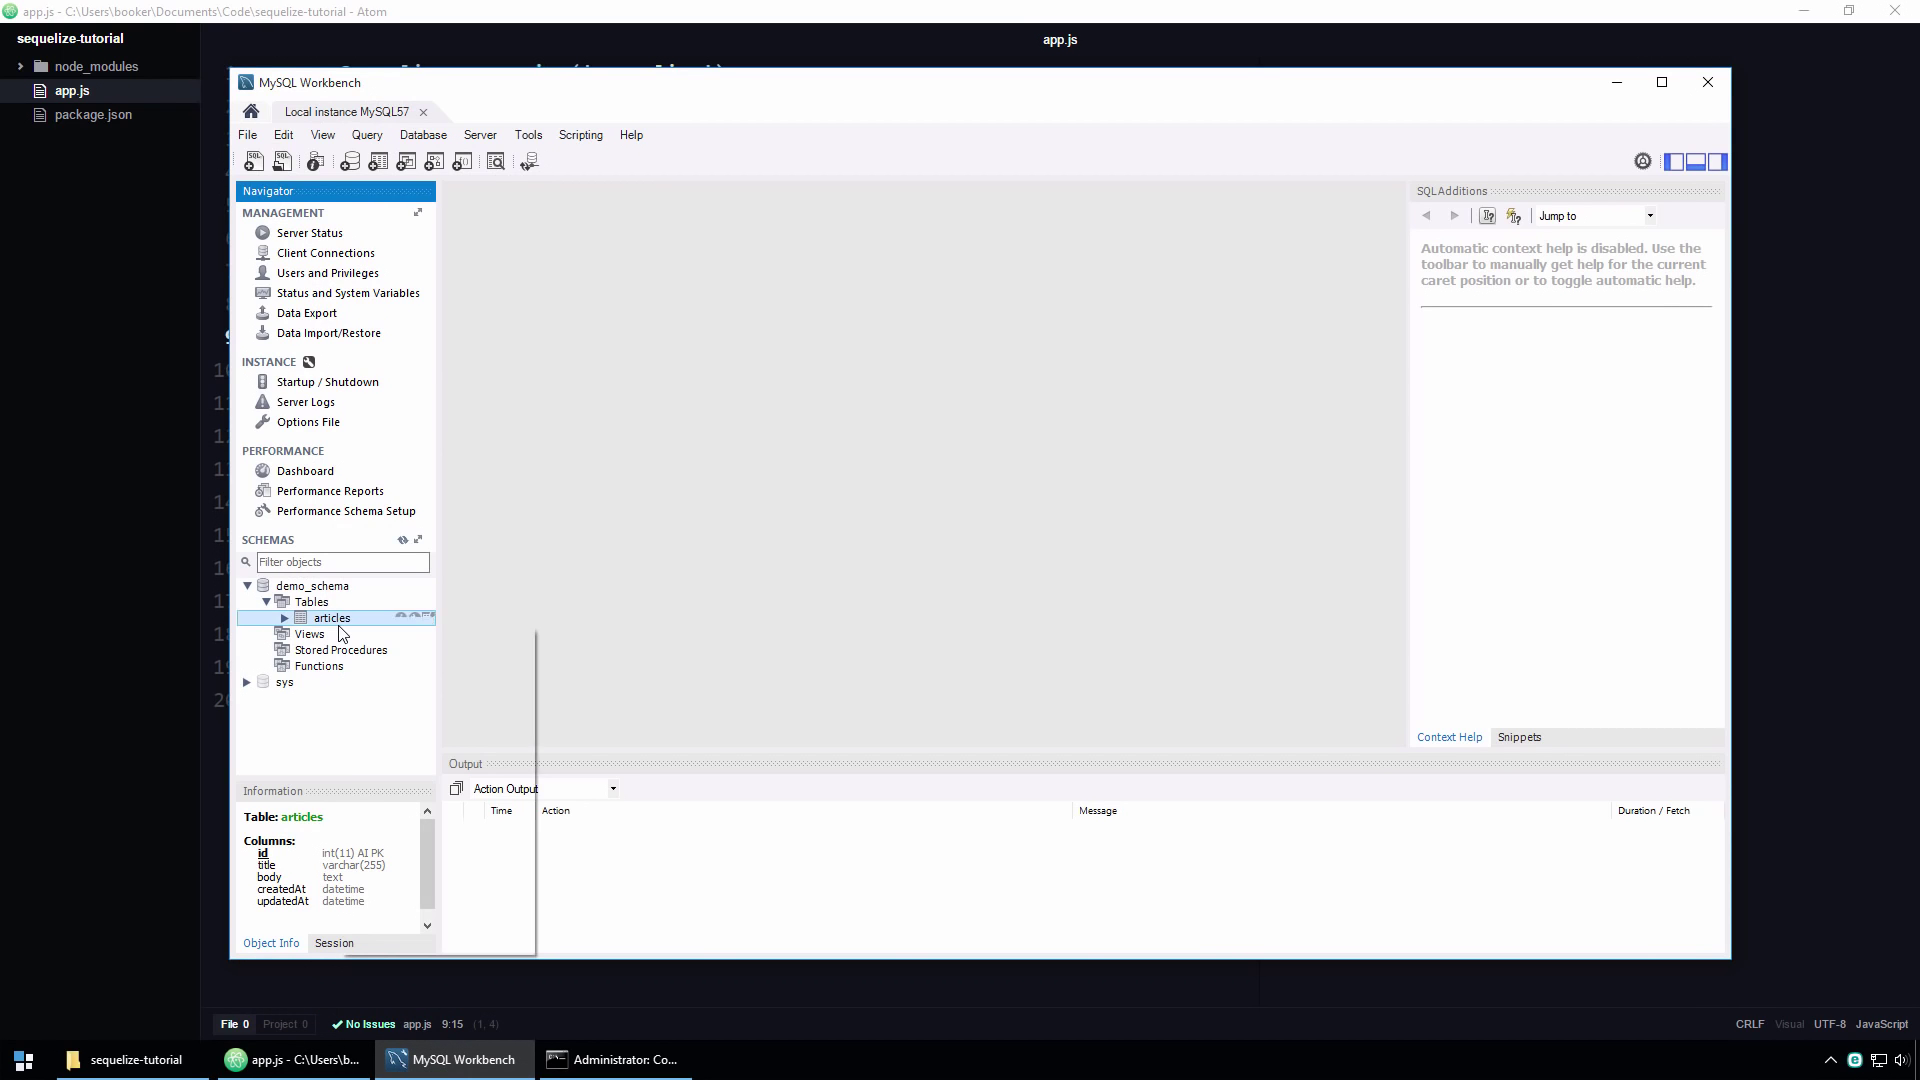 app.js - C:\Users\booker\Documents\Code\sequelize-tutorial - Atom
sequelize-tutorial
node_modules
app.js
package.json
app.js
MySQL Workbench
Local instance MySQL57
File Edit View Query Database Server Tools Scripting Help
Navigator
MANAGEMENT
Server Status
Client Connections
Users and Privileges
Status and System Variables
Data Export
Data Import/Restore
INSTANCE
Startup / Shutdown
Server Logs
Options File
PERFORMANCE
Dashboard
Performance Reports
Performance Schema Setup
SCHEMAS
Filter objects
demo_schema
Tables
articles
Views
Stored Procedures
Functions
sys
Information
Table: articles
Columns:
id int(11) AI PK
title varchar(255)
body text
createdAt datetime
updatedAt datetime
Object Info Session
SQLAdditions
Jump to
Automatic context help is disabled. Use the
toolbar to manually get help for the current
caret position or to toggle automatic help.
Context Help Snippets
Output
Action Output
Time Action Message Duration / Fetch
File 0 Project 0 No Issues app.js 9:15 (1, 4)
CRLF Visual UTF-8 JavaScript
sequelize-tutorial app.js - C:\Users\b... MySQL Workbench Administrator: Co...